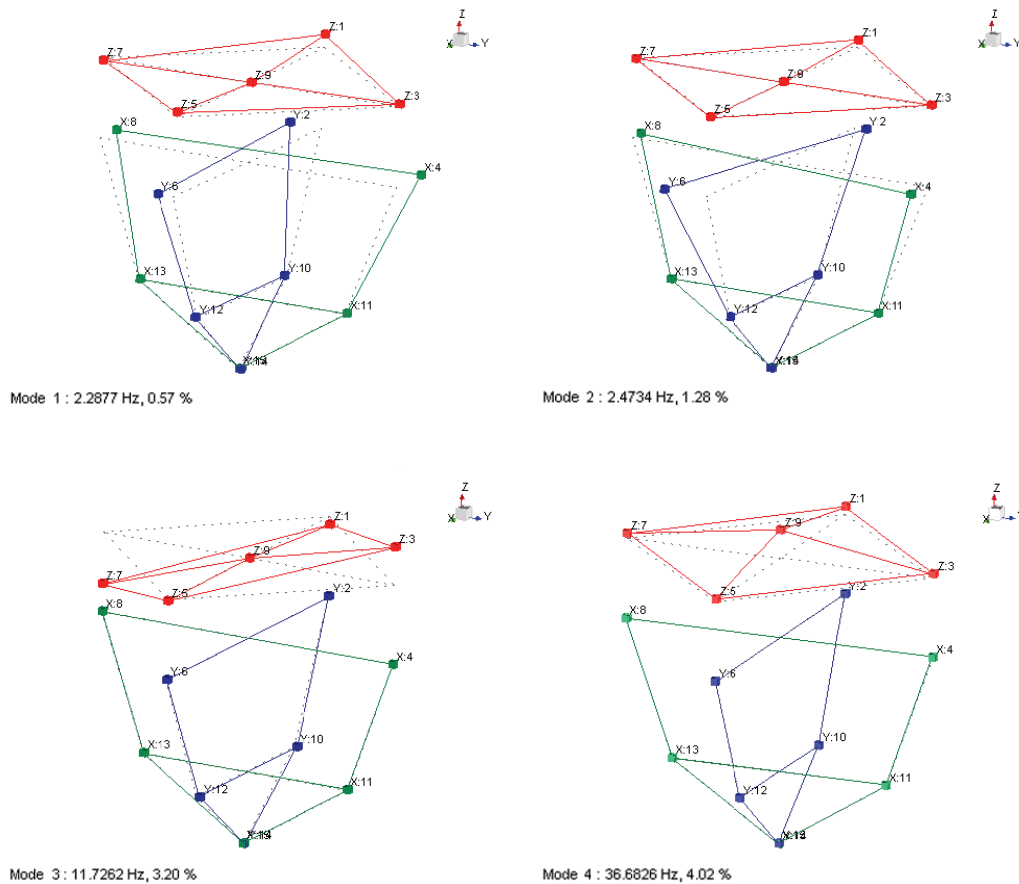 Z
X Y
Z:1
Z:7
Z:9
Z:5
Z:3
X:8
Y:2
X:4
Y:6
X:13
Y:10
Y:12
X:11
Mode 1 : 2.2877 Hz, 0.57 %
Z
X Y
Z:1
Z:7
Z:9
Z:5
Z:3
X:8
Y:2
X:4
Y:6
X:13
Y:10
Y:12
X:11
Mode 2 : 2.4734 Hz, 1.28 %
Z
X Y
Z:1
Z:3
Z:9
Z:7
Z:5
Y:2
X:8
X:4
Y:6
X:13
Y:10
Y:12
X:11
Mode 3 : 11.7262 Hz, 3.20 %
Z
X Y
Z:1
Z:7
Z:9
Z:3
Z:5
Y:2
X:8
X:4
Y:6
X:13
Y:10
X:11
Y:12
Mode 4 : 36.6826 Hz, 4.02 %